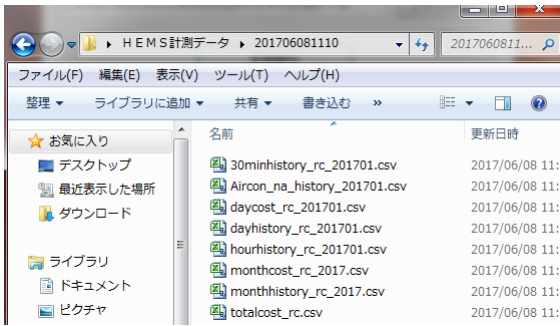 HEMS計測データ ▸ 201706081110
2017060811...
ファイル(F) 編集(E) 表示(V) ツール(T) ヘルプ(H)
整理 ▼ ライブラリに追加 ▼ 共有 ▼ 書き込む »
お気に入り
デスクトップ
最近表示した場所
ダウンロード
ライブラリ
ドキュメント
ピクチャ
名前 更新日時
30minhistory_rc_201701.csv 2017/06/08 11:
Aircon_na_history_201701.csv 2017/06/08 11:
daycost_rc_201701.csv 2017/06/08 11:
dayhistory_rc_201701.csv 2017/06/08 11:
hourhistory_rc_201701.csv 2017/06/08 11:
monthcost_rc_2017.csv 2017/06/08 11:
monthhistory_rc_2017.csv 2017/06/08 11:
totalcost_rc.csv 2017/06/08 11: